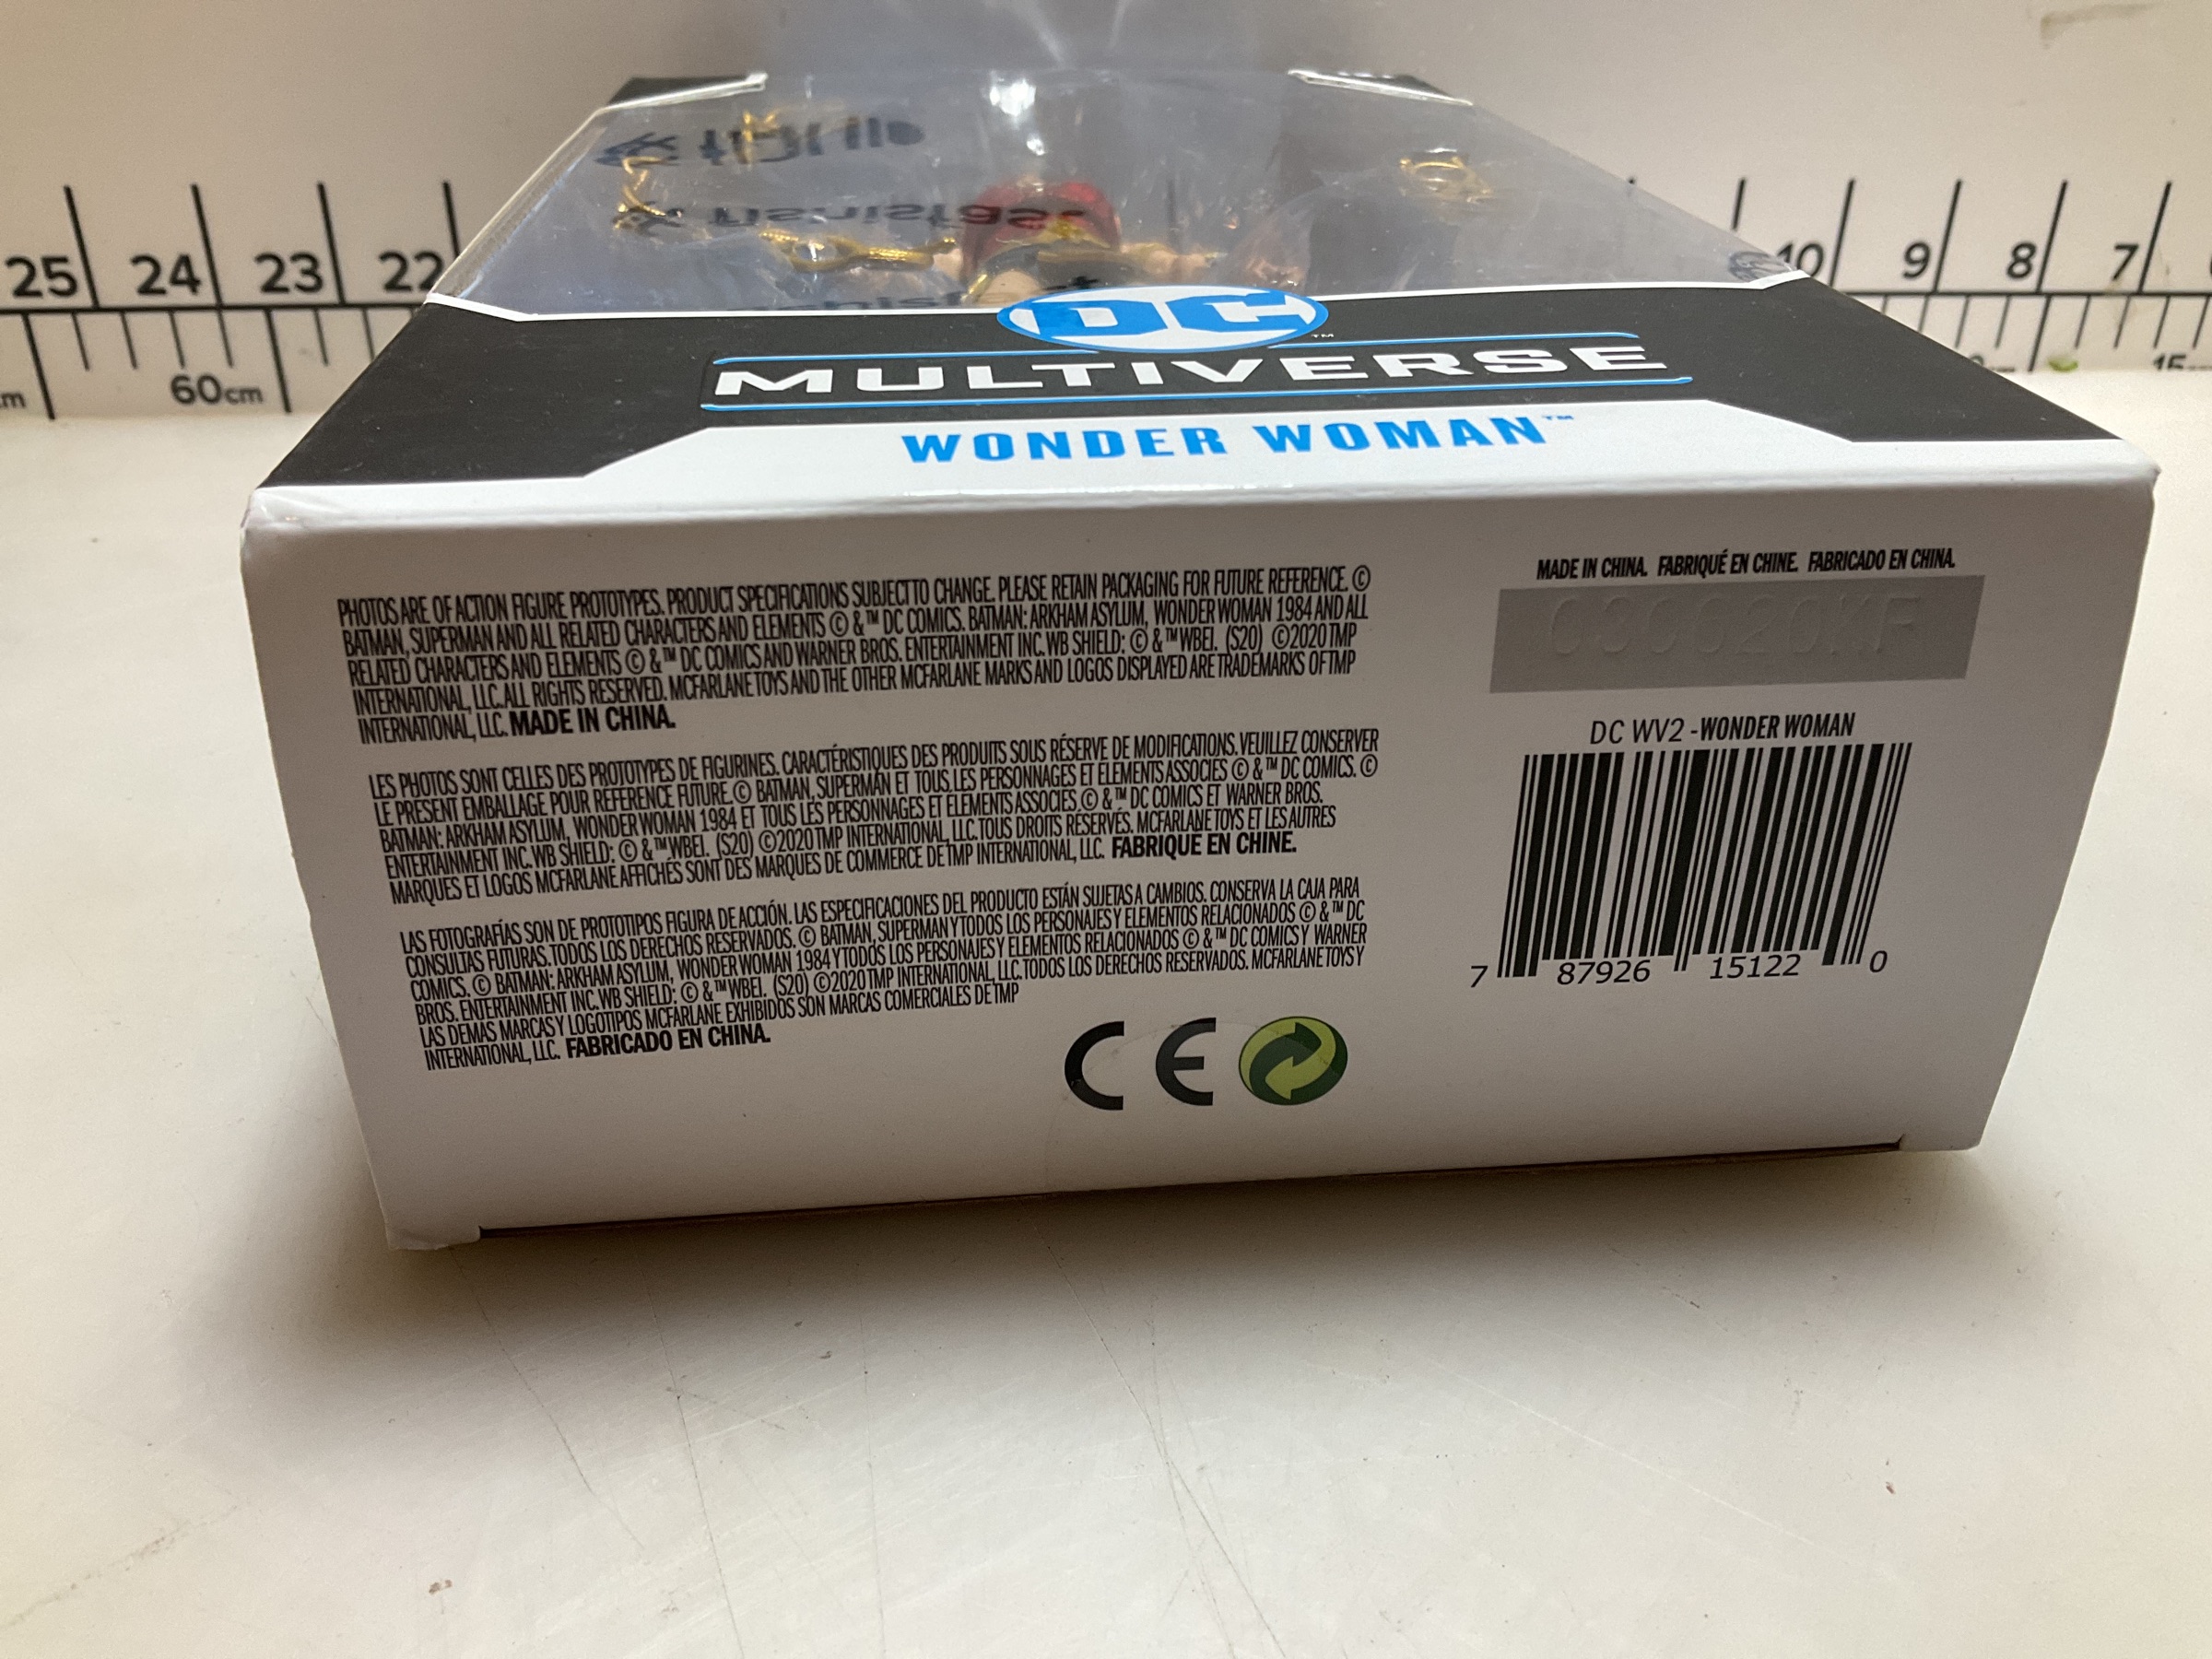 25 24 23 22
10 9 8 7
60cm
15
DC™
MULTIVERSE
WONDER WOMAN™
PHOTOS ARE OF ACTION FIGURE PROTOTYPES. PRODUCT SPECIFICATIONS SUBJECT TO CHANGE. PLEASE RETAIN PACKAGING FOR FUTURE REFERENCE. ©
BATMAN, SUPERMAN AND ALL RELATED CHARACTERS AND ELEMENTS © & ™ DC COMICS. BATMAN: ARKHAM ASYLUM, WONDER WOMAN 1984 AND ALL
RELATED CHARACTERS AND ELEMENTS © & ™ DC COMICS AND WARNER BROS. ENTERTAINMENT INC. WB SHIELD: © & ™ WBEI. (S20) ©2020 TMP
INTERNATIONAL, LLC. ALL RIGHTS RESERVED. MCFARLANE TOYS AND THE OTHER MCFARLANE MARKS AND LOGOS DISPLAYED ARE TRADEMARKS OF TMP
INTERNATIONAL, LLC. MADE IN CHINA.
LES PHOTOS SONT CELLES DES PROTOTYPES DE FIGURINES. CARACTÉRISTIQUES DES PRODUITS SOUS RÉSERVE DE MODIFICATIONS. VEUILLEZ CONSERVER
LE PRESENT EMBALLAGE POUR REFERENCE FUTURE. © BATMAN, SUPERMAN ET TOUS LES PERSONNAGES ET ELEMENTS ASSOCIES © & ™ DC COMICS. ©
BATMAN: ARKHAM ASYLUM, WONDER WOMAN 1984 ET TOUS LES PERSONNAGES ET ELEMENTS ASSOCIES © & ™ DC COMICS ET WARNER BROS.
ENTERTAINMENT INC. WB SHIELD: © & ™ WBEI. (S20) ©2020 TMP INTERNATIONAL, LLC. TOUS DROITS RÉSERVÉS. MCFARLANE TOYS ET LES AUTRES
MARQUES ET LOGOS MCFARLANE AFFICHÉS SONT DES MARQUES DE COMMERCE DE TMP INTERNATIONAL, LLC. FABRIQUE EN CHINE.
LAS FOTOGRAFÍAS SON DE PROTOTIPOS FIGURA DE ACCIÓN. LAS ESPECIFICACIONES DEL PRODUCTO ESTÁN SUJETAS A CAMBIOS. CONSERVA LA CAJA PARA
CONSULTAS FUTURAS. TODOS LOS DERECHOS RESERVADOS. © BATMAN, SUPERMAN Y TODOS LOS PERSONAJES Y ELEMENTOS RELACIONADOS © & ™ DC
COMICS. © BATMAN: ARKHAM ASYLUM, WONDER WOMAN 1984 Y TODOS LOS PERSONAJES Y ELEMENTOS RELACIONADOS © & ™ DC COMICS Y WARNER
BROS. ENTERTAINMENT INC. WB SHIELD: © & ™ WBEI. (S20) ©2020 TMP INTERNATIONAL, LLC. TODOS LOS DERECHOS RESERVADOS. MCFARLANE TOYS Y
LAS DEMAS MARCAS Y LOGOTIPOS MCFARLANE EXHIBIDOS SON MARCAS COMERCIALES DE TMP
INTERNATIONAL, LLC. FABRICADO EN CHINA.
CE
MADE IN CHINA. FABRIQUÉ EN CHINE. FABRICADO EN CHINA.
DC WV2 - WONDER WOMAN
7 87926 15122 0